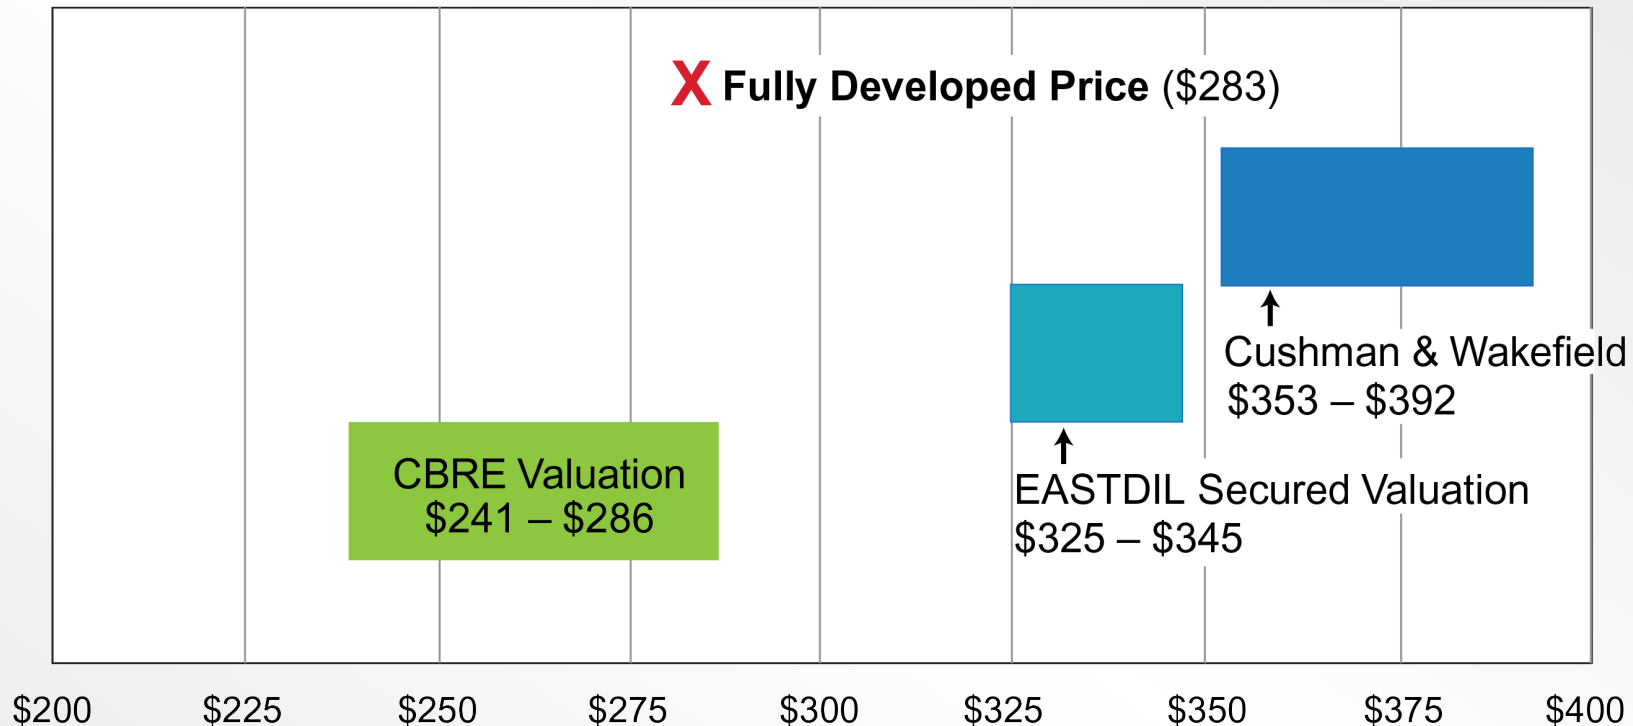 X Fully Developed Price ($283)
Cushman & Wakefield
$353 – $392
CBRE Valuation
$241 – $286
EASTDIL Secured Valuation
$325 – $345
$200 $225 $250 $275 $300 $325 $350 $375 $400